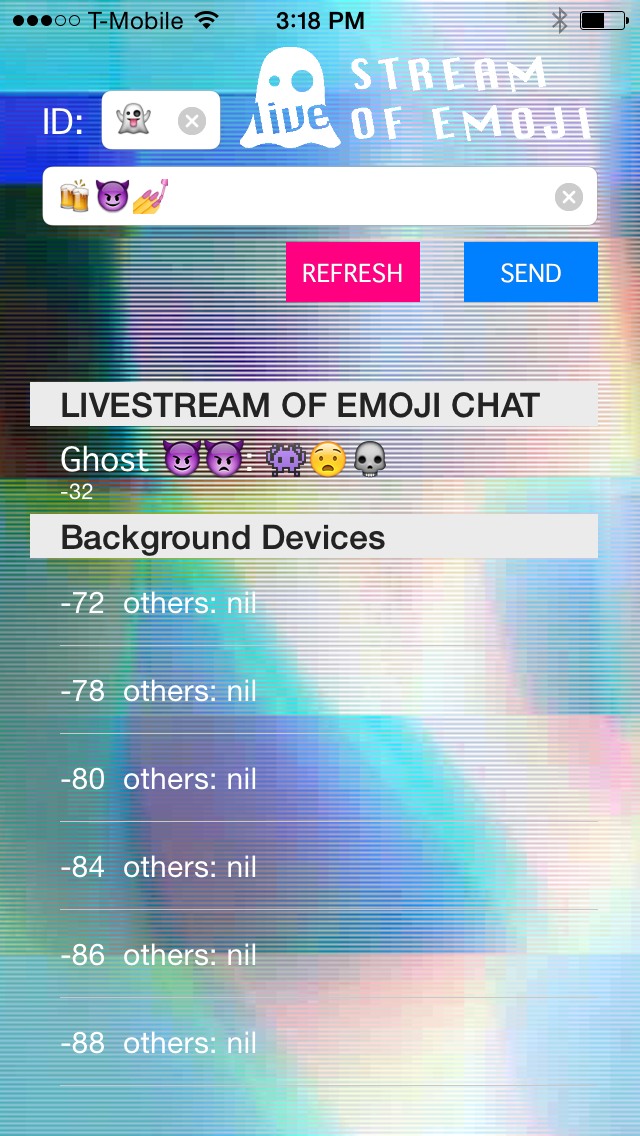 T-Mobile 3:18 PM
live STREAM
OF EMOJI
ID: 👻
🍻😈💅
REFRESH SEND
LIVESTREAM OF EMOJI CHAT
Ghost 😈👿: 👾😧💀
-32
Background Devices
-72 others: nil
-78 others: nil
-80 others: nil
-84 others: nil
-86 others: nil
-88 others: nil